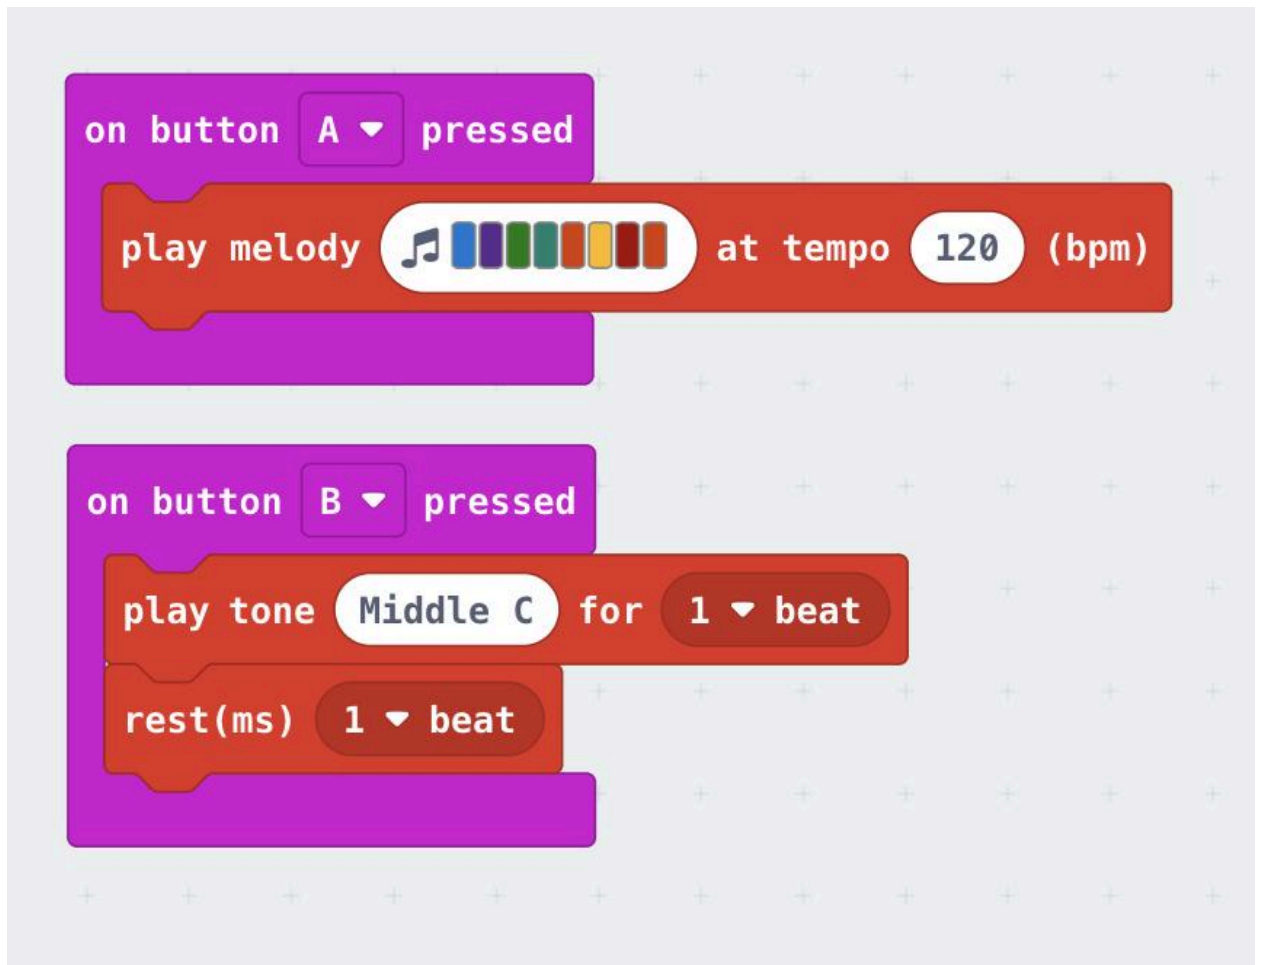 on button A pressed
play melody at tempo 120 (bpm)
on button B pressed
play tone Middle C for 1 beat
rest(ms) 1 beat